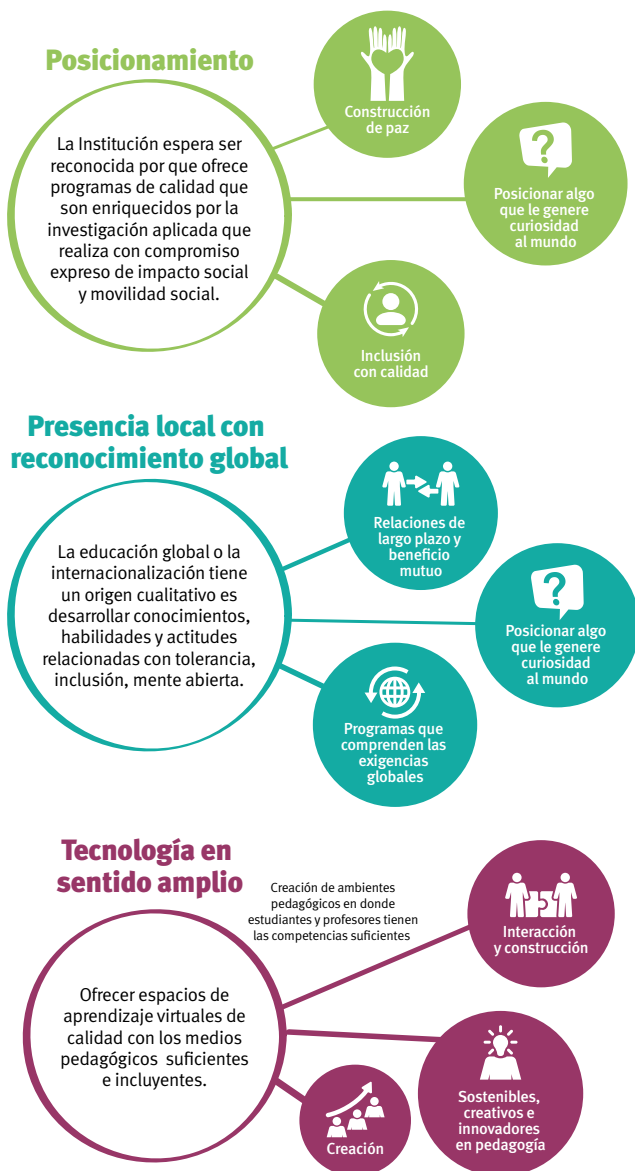 Posicionamiento
La Institución espera ser
reconocida por que ofrece
programas de calidad que
son enriquecidos por la
investigación aplicada que
realiza con compromiso
expreso de impacto social
y movilidad social.
Construcción
de paz
?
Posicionar algo
que le genere
curiosidad
al mundo
Inclusión
con calidad
Presencia local con
reconocimiento global
La educación global o la
internacionalización tiene
un origen cualitativo es
desarrollar conocimientos,
habilidades y actitudes
relacionadas con tolerancia,
inclusión, mente abierta.
Relaciones de
largo plazo y
beneficio
mutuo
?
Posicionar algo
que le genere
curiosidad
al mundo
Programas que
comprenden las
exigencias
globales
Tecnología en
sentido amplio
Creación de ambientes
pedagógicos en donde
estudiantes y profesores tienen
las competencias suficientes
Ofrecer espacios de
aprendizaje virtuales de
calidad con los medios
pedagógicos suficientes
e incluyentes.
Interacción
y construcción
Sostenibles,
creativos e
innovadores
en pedagogía
Creación